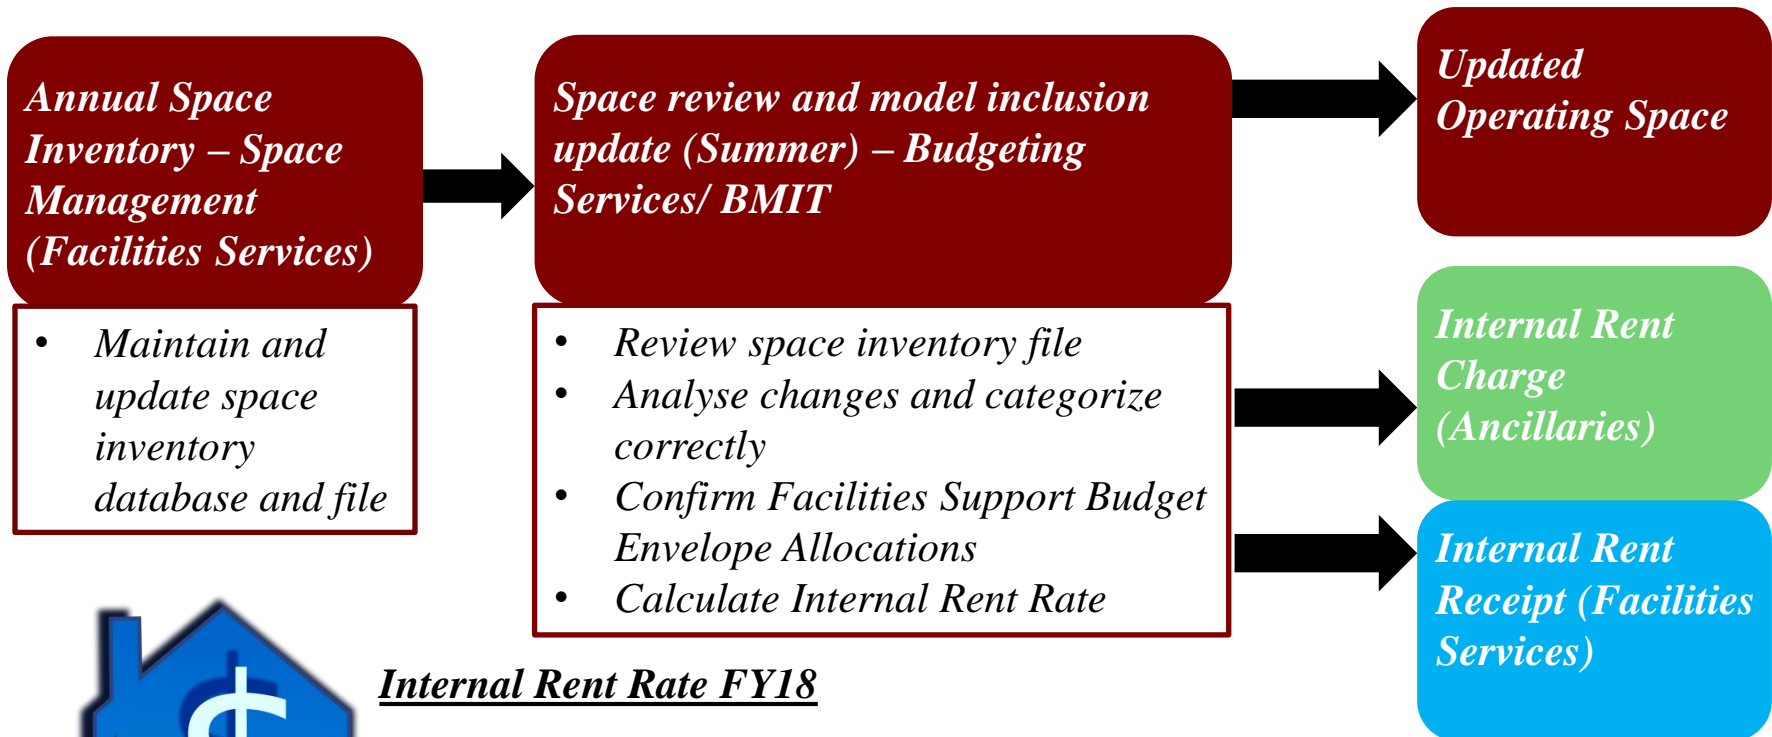 Annual Space
Inventory – Space
Management
(Facilities Services)
• Maintain and
update space
inventory
database and file
Space review and model inclusion
update (Summer) – Budgeting
Services/ BMIT
• Review space inventory file
• Analyse changes and categorize
correctly
• Confirm Facilities Support Budget
Envelope Allocations
• Calculate Internal Rent Rate
Updated
Operating Space
Internal Rent
Charge
(Ancillaries)
Internal Rent
Receipt (Facilities
Services)
Internal Rent Rate FY18